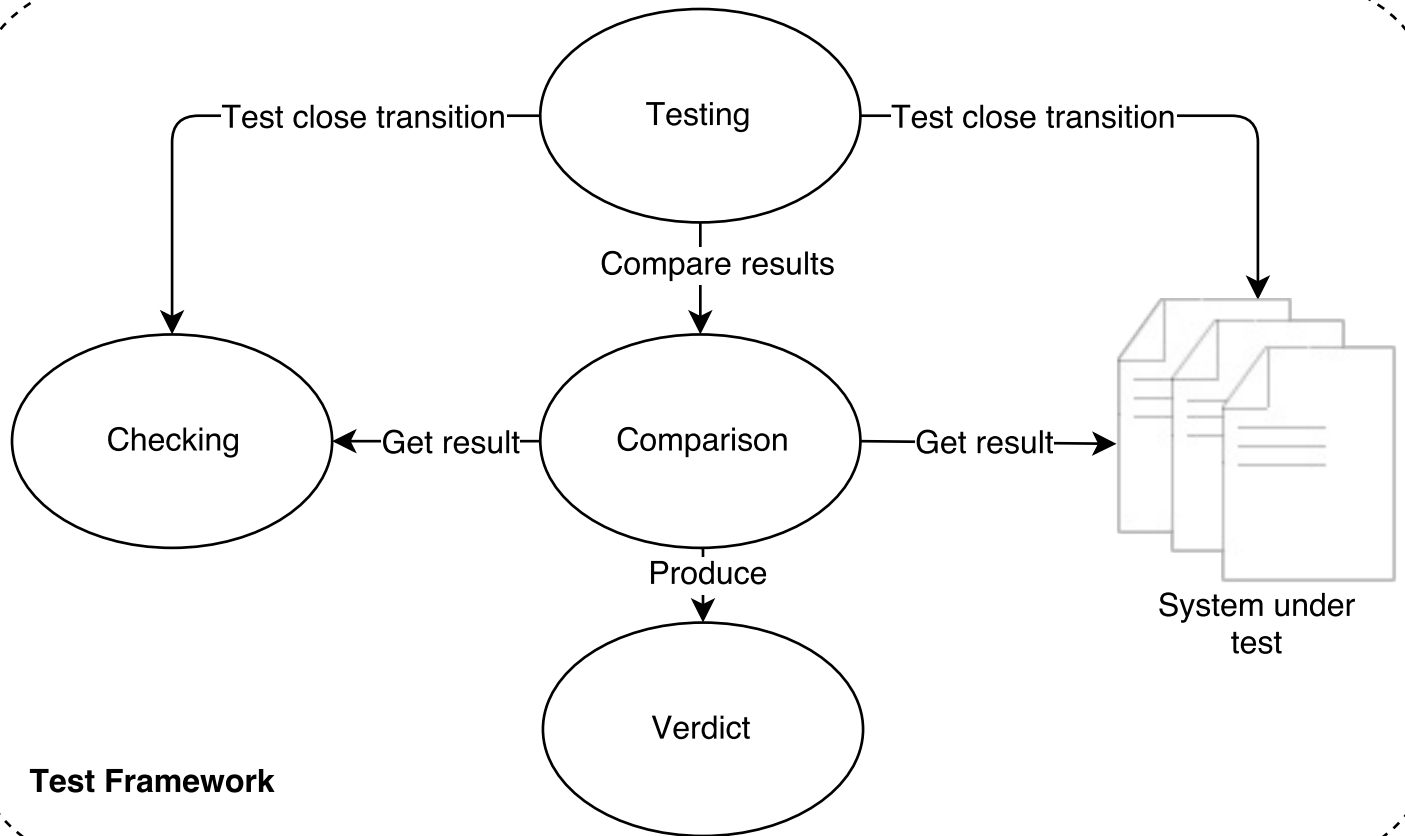 Testing
Test close transition
Test close transition
Compare results
Checking
Get result
Comparison
Get result
Produce
System under
test
Verdict
Test Framework